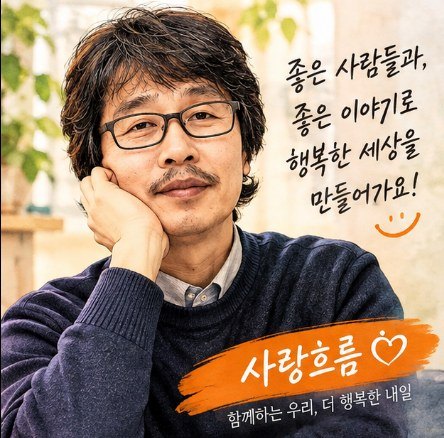 좋은 사람들과,
좋은 이야기로
행복한 세상을
만들어가요!
사랑흐름
함께하는 우리, 더 행복한 내일